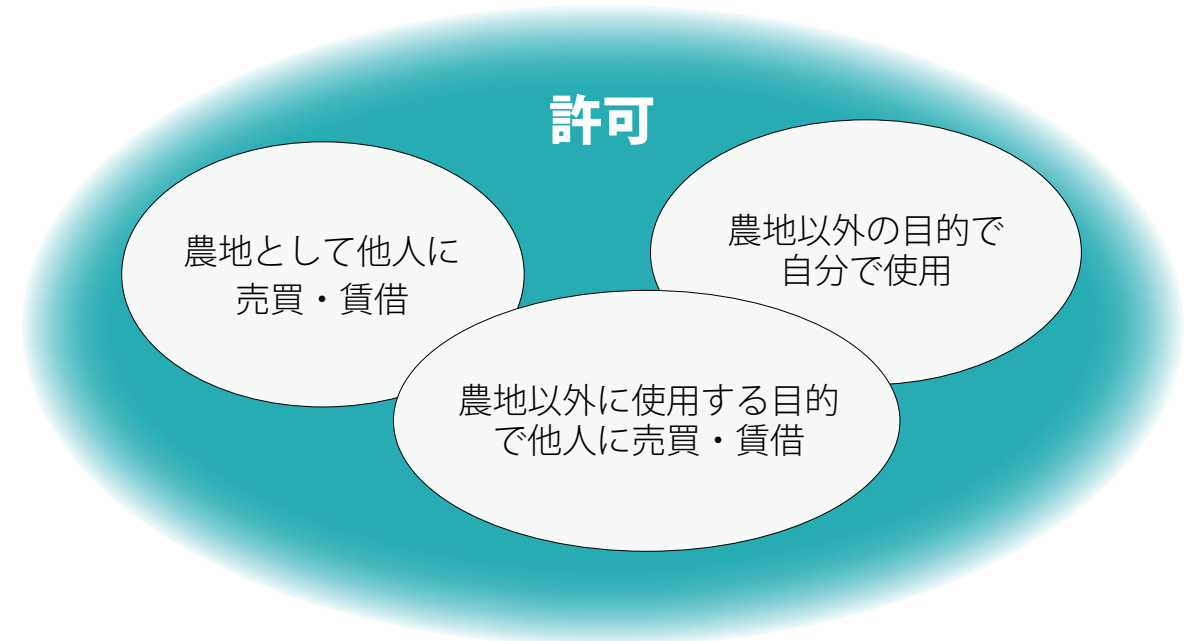 許可
農地として他人に
売買・賃借
農地以外の目的で
自分で使用
農地以外に使用する目的
で他人に売買・賃借